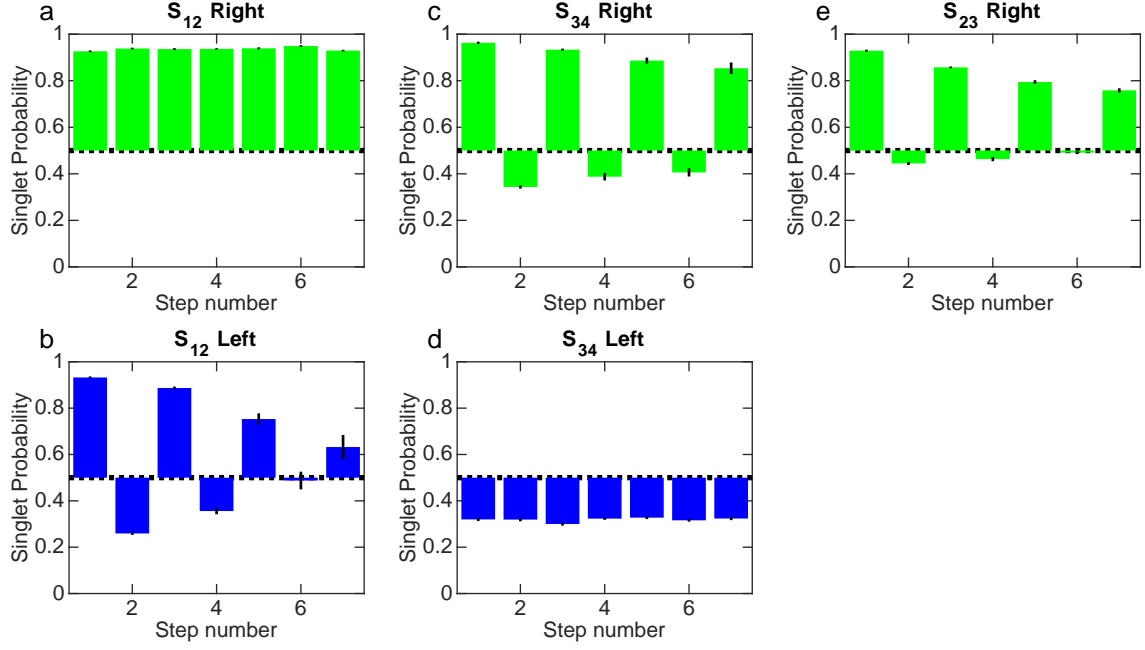 a
S12 Right
Singlet Probability
1
0.8
0.6
0.4
0.2
0
2 4 6
Step number
c
S34 Right
Singlet Probability
1
0.8
0.6
0.4
0.2
0
2 4 6
Step number
e
S23 Right
Singlet Probability
1
0.8
0.6
0.4
0.2
0
2 4 6
Step number
b
S12 Left
Singlet Probability
1
0.8
0.6
0.4
0.2
0
2 4 6
Step number
d
S34 Left
Singlet Probability
1
0.8
0.6
0.4
0.2
0
2 4 6
Step number